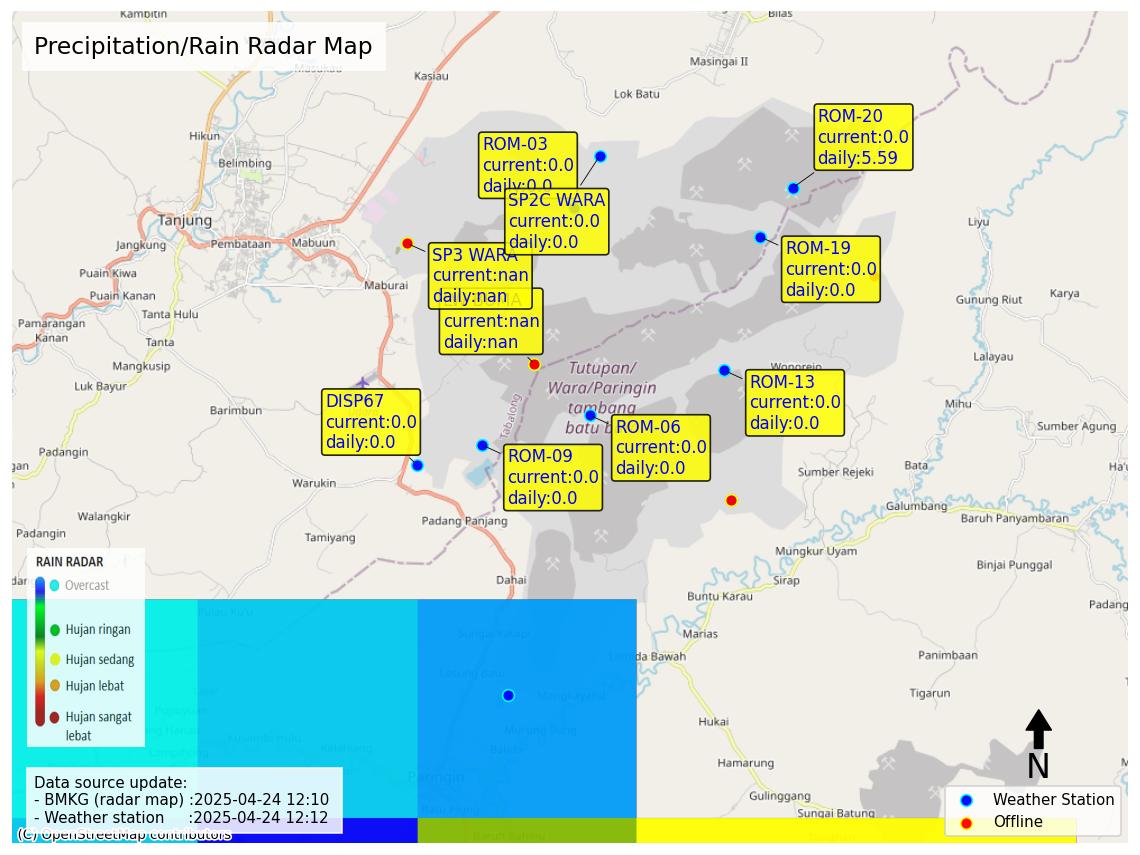 Kambitin
Bilas
Precipitation/Rain Radar Map
Masingai II
Kasiau
Lok Batu
Hikun
Belimbing
ROM-20
current:0.0
daily:5.59
ROM-03
current:0.0
daily:0.0
SP2C WARA
current:0.0
daily:0.0
Tanjung
Jangkung
Pembataan
Mabuun
Liyu
SP3 WARA
current:nan
daily:nan
ROM-19
current:0.0
daily:0.0
Puain Kiwa
Maburai
Puain Kanan
Gunung Riut
Karya
Tanta Hulu
current:nan
daily:nan
Pamarangan
Kanan
Tanta
Lalayau
Mangkusip
Luk Bayur
Tutupan/
Wara/Paringin
tambang
batu b
Wonorejo
ROM-13
current:0.0
daily:0.0
Tabalong
DISP67
current:0.0
daily:0.0
Barimbun
Mihu
ROM-06
current:0.0
daily:0.0
Sumber Agung
Padangin
ROM-09
current:0.0
daily:0.0
Bata
Sumber Rejeki
Warukin
Galumbang
Baruh Panyambaran
Walangkir
Padang Panjang
Padangin
Tamiyang
Mungkur Uyam
Binjai Punggal
RAIN RADAR
Overcast
Hujan ringan
Hujan sedang
Hujan lebat
Hujan sangat
lebat
Dahai
Sirap
Buntu Karau
Padang
Marias
Panimbaan
Tigarun
Mangkayahu
Murung Ilung
Hukai
Hamarung
Paringin
N
Gulinggang
Sungai Batung
Data source update:
- BMKG (radar map) :2025-04-24 12:10
- Weather station :2025-04-24 12:12
Weather Station
Offline
(C) OpenStreetMap contributors